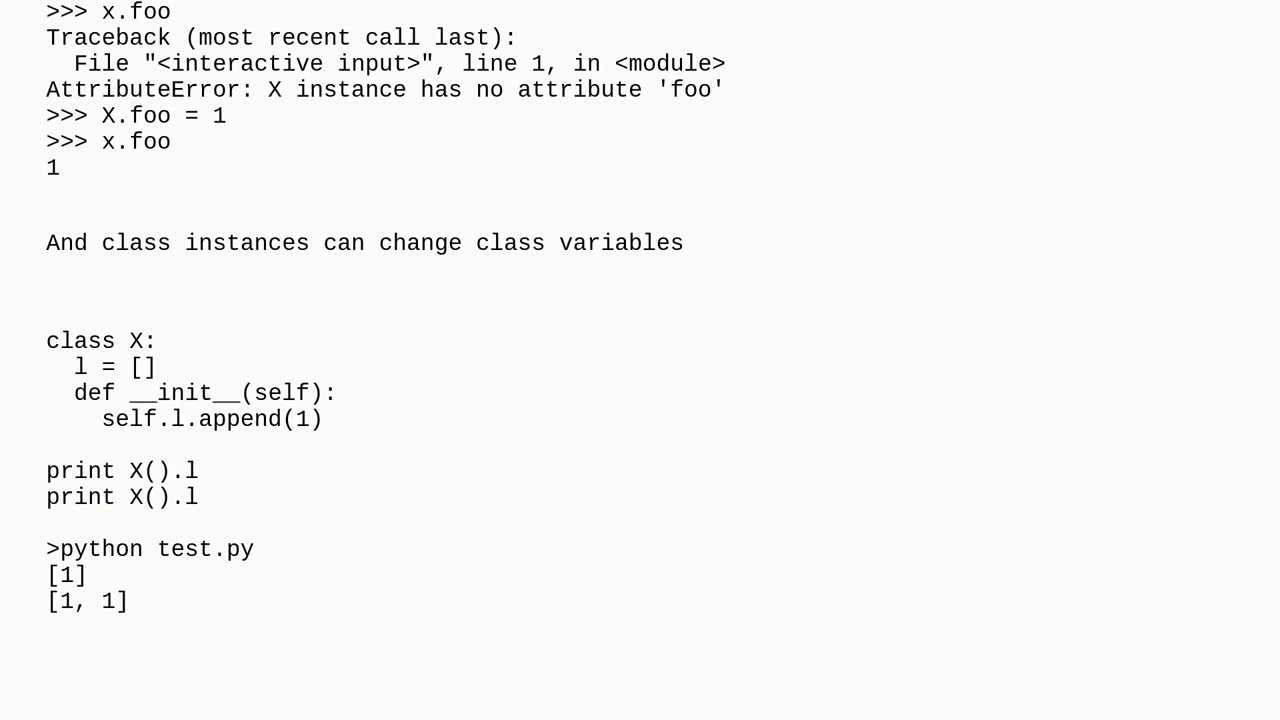 >>> x.foo
Traceback (most recent call last):
  File "<interactive input>", line 1, in <module>
AttributeError: X instance has no attribute 'foo'
>>> X.foo = 1
>>> x.foo
1
And class instances can change class variables
class X:
  l = []
  def __init__(self):
    self.l.append(1)
print X().l
print X().l
>python test.py
[1]
[1, 1]